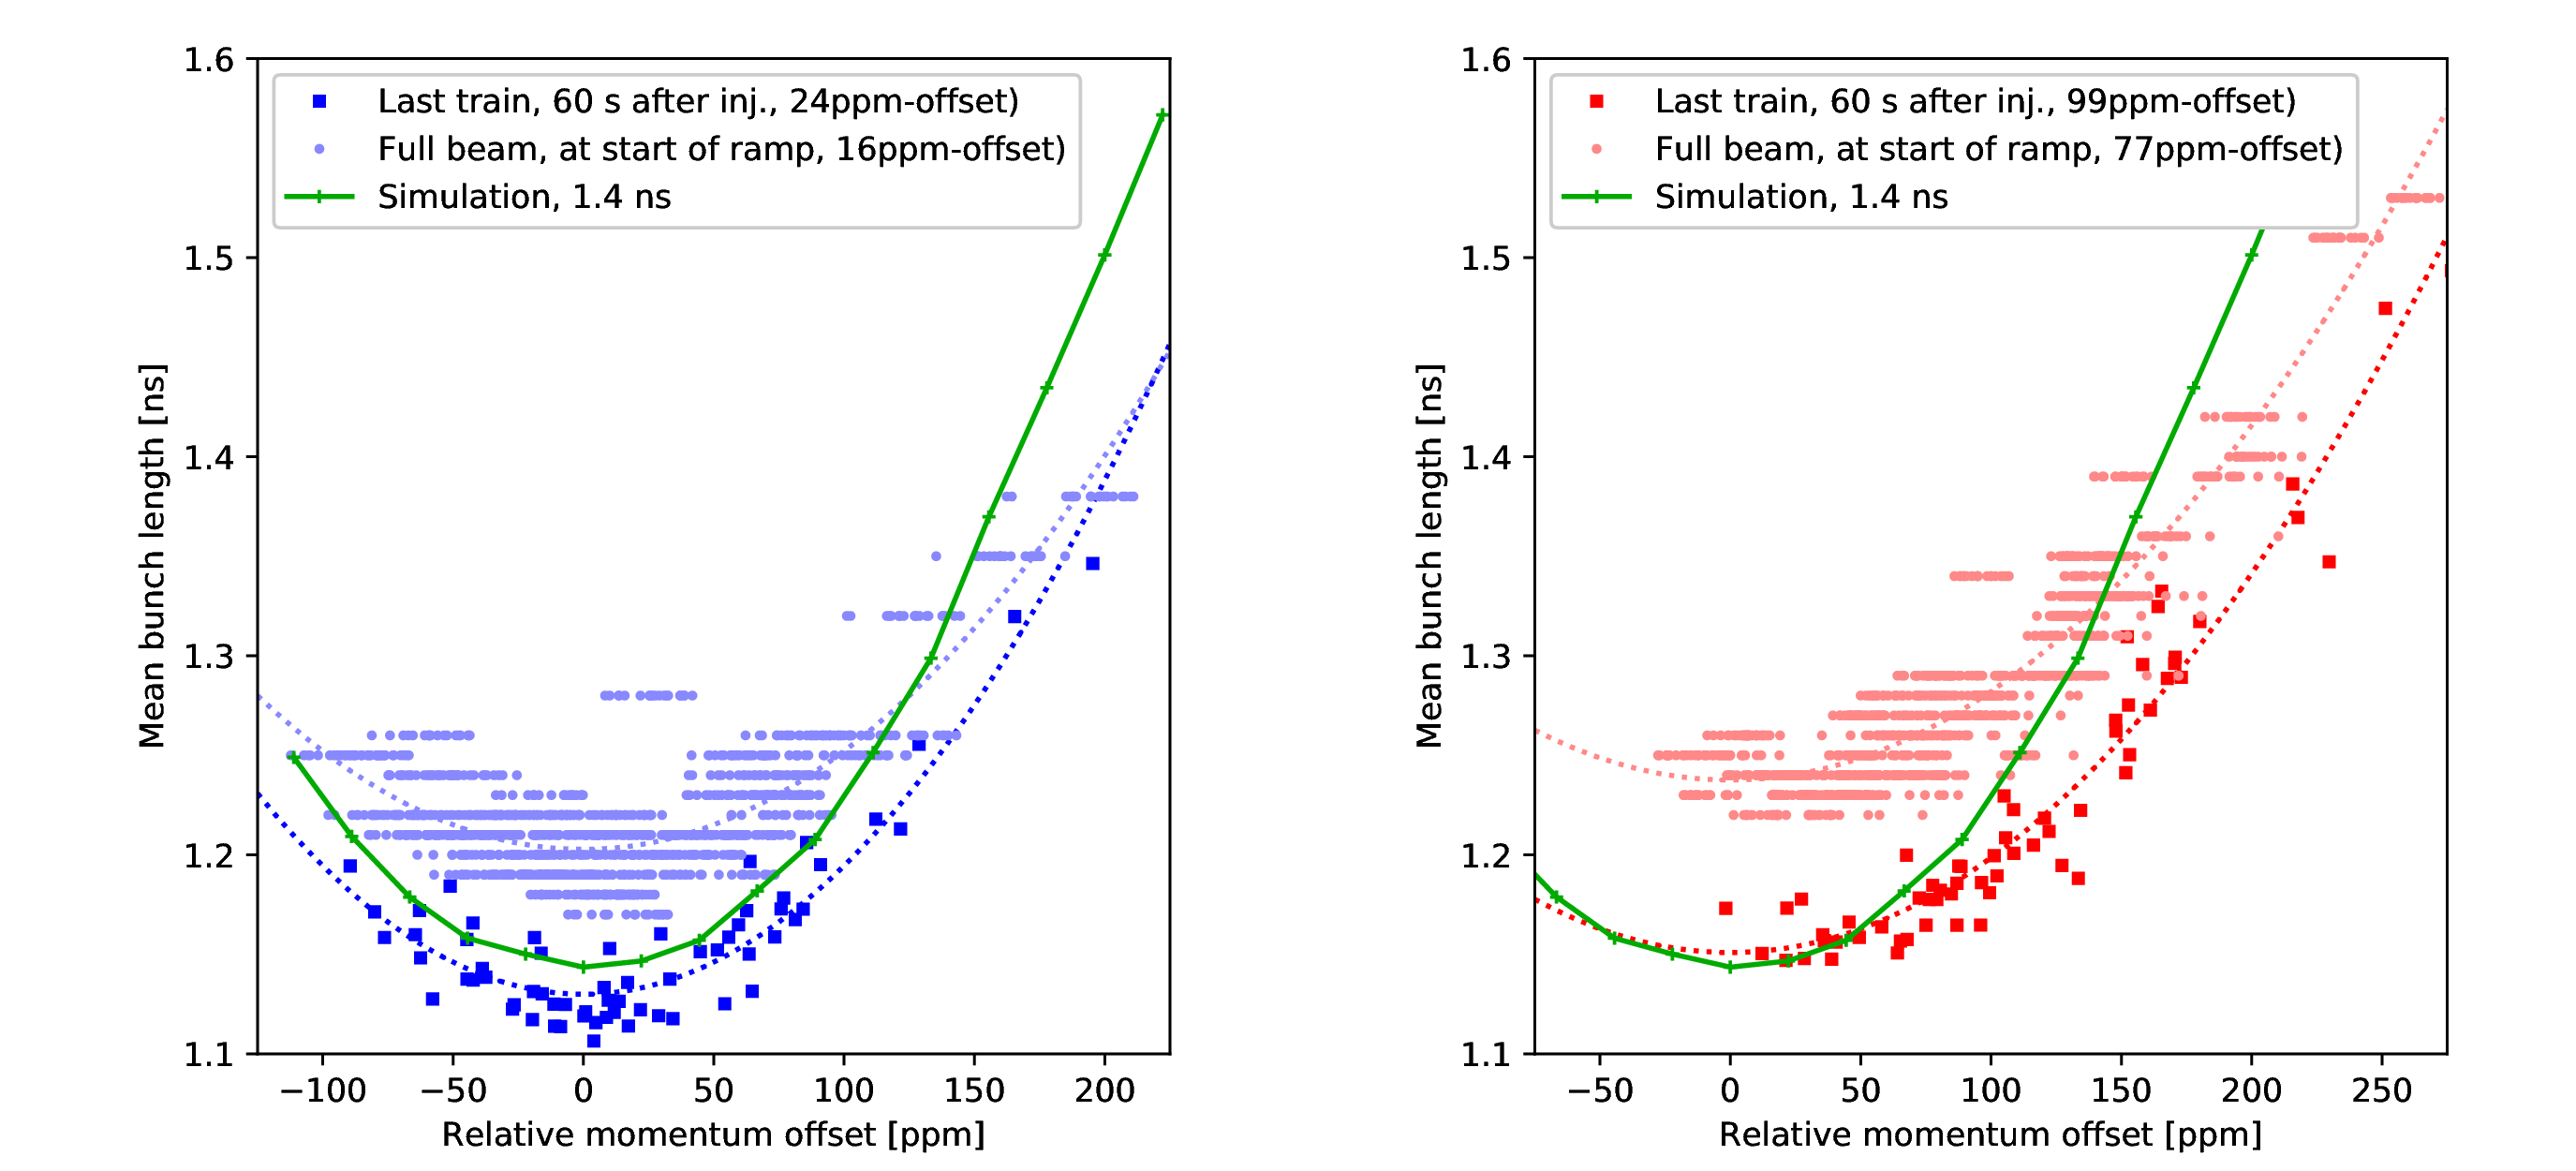 1.6
1.5
1.4
1.3
1.2
1.1
Mean bunch length [ns]
Last train, 60 s after inj., 24ppm-offset)
Full beam, at start of ramp, 16ppm-offset)
Simulation, 1.4 ns
−100 −50 0 50 100 150 200
Relative momentum offset [ppm]
1.6
1.5
1.4
1.3
1.2
1.1
Mean bunch length [ns]
Last train, 60 s after inj., 99ppm-offset)
Full beam, at start of ramp, 77ppm-offset)
Simulation, 1.4 ns
−50 0 50 100 150 200 250
Relative momentum offset [ppm]